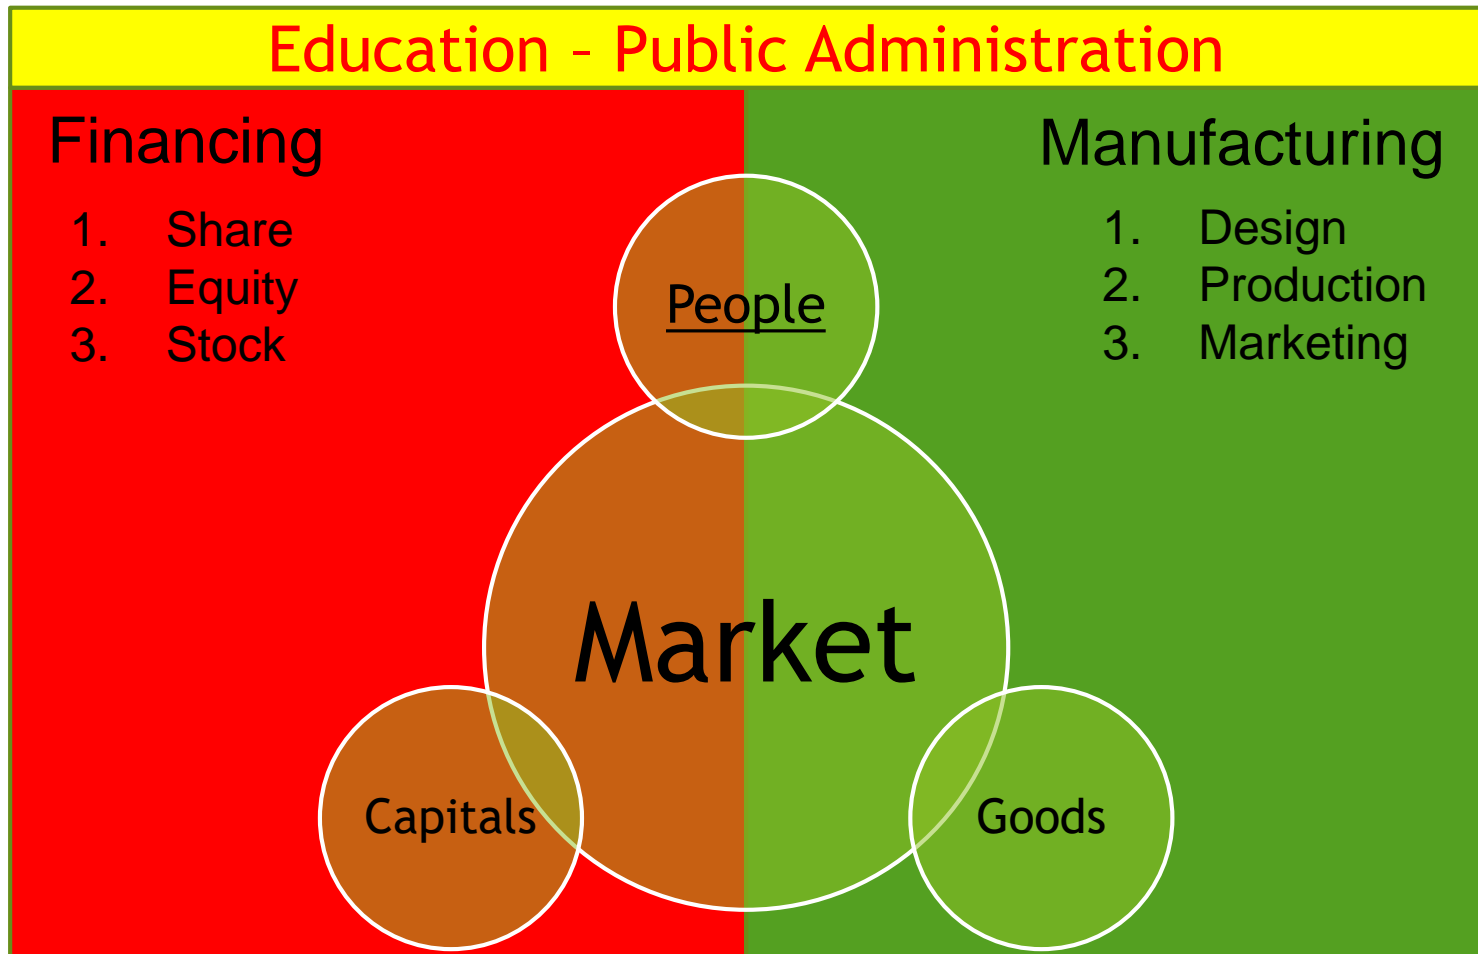 Education – Public Administration
Financing
1. Share
2. Equity
3. Stock
Manufacturing
1. Design
2. Production
3. Marketing
People
Market
Capitals
Goods